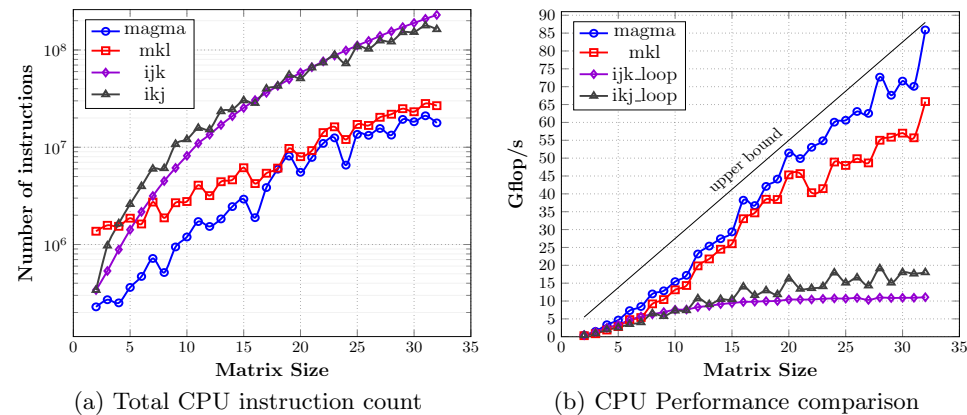 magma
mkl
ijk
ikj
10^8
10^7
10^6
Number of instructions
0 5 10 15 20 25 30 35
Matrix Size
(a) Total CPU instruction count
magma
mkl
ijk_loop
ikj_loop
upper bound
90
85
80
75
70
65
60
55
50
45
40
35
30
25
20
15
10
5
0
Gflop/s
0 5 10 15 20 25 30 35
Matrix Size
(b) CPU Performance comparison